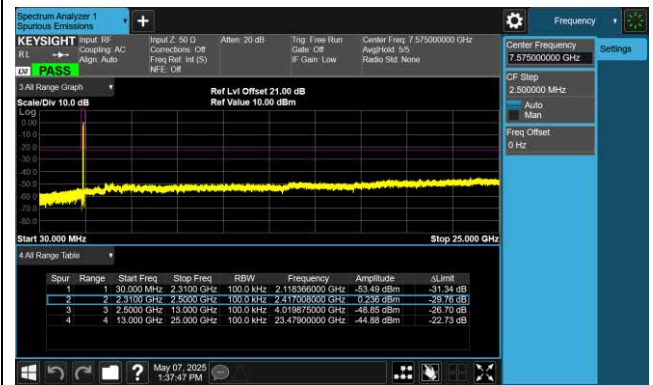 Spectrum Analyzer 1
Spurious Emissions
Frequency
KEYSIGHT
RL
PASS
Input: RF
Coupling: AC
Align: Auto
Input Z: 50 Ω
Corrections: Off
Freq Ref: Int (S)
NFE: Off
Atten: 20 dB
Trig: Free Run
Gate: Off
IF Gain: Low
Center Freq: 7.575000000 GHz
Avg|Hold: 5/5
Radio Std: None
Center Frequency
7.575000000 GHz
Settings
CF Step
2.500000 MHz
Auto
Man
Freq Offset
0 Hz
3 All Range Graph
Scale/Div 10.0 dB
Ref Lvl Offset 21.00 dB
Ref Value 10.00 dBm
Log
0.00
-10.0
-20.0
-30.0
-40.0
-50.0
-60.0
-70.0
-80.0
Start 30.000 MHz
Stop 25.000 GHz
4 All Range Table
Spur Range Start Freq Stop Freq RBW Frequency Amplitude ΔLimit
1 1 30.000 MHz 2.3100 GHz 100.0 kHz 2.118366000 GHz -53.49 dBm -31.34 dB
2 2 2.3100 GHz 2.5000 GHz 100.0 kHz 2.417008000 GHz 0.236 dBm -29.76 dB
3 3 2.5000 GHz 13.000 GHz 100.0 kHz 4.019875000 GHz -48.85 dBm -26.70 dB
4 4 13.000 GHz 25.000 GHz 100.0 kHz 23.47900000 GHz -44.88 dBm -22.73 dB
May 07, 2025
1:37:47 PM